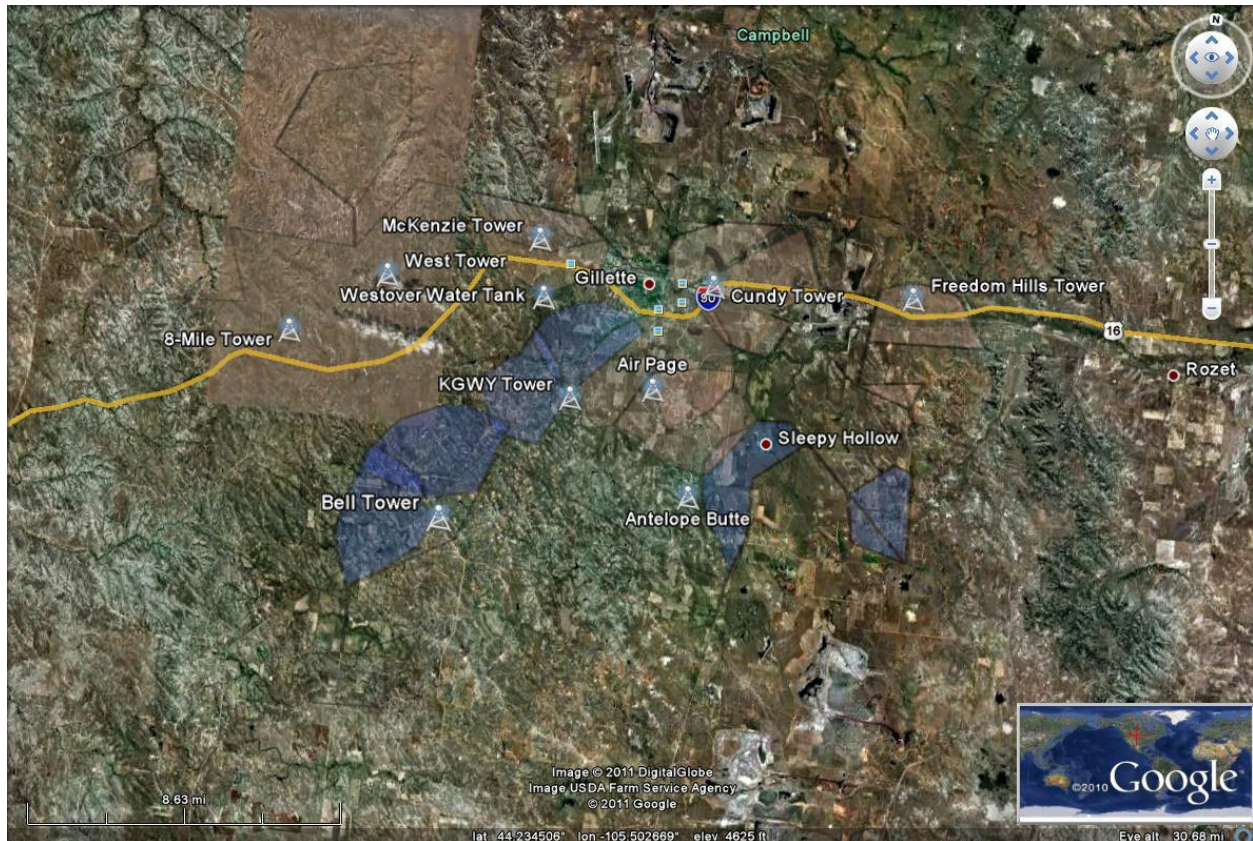 Campbell
N
McKenzie Tower
West Tower
Gillette
Westover Water Tank
90
Cundy Tower
Freedom Hills Tower
8-Mile Tower
16
Air Page
Rozet
KGWY Tower
Sleepy Hollow
Bell Tower
Antelope Butte
Image © 2011 DigitalGlobe
Image USDA Farm Service Agency
© 2011 Google
©2010 Google
8.63 mi
lat 44.234506° lon -105.502669° elev 4625 ft
Eye alt 30.68 mi